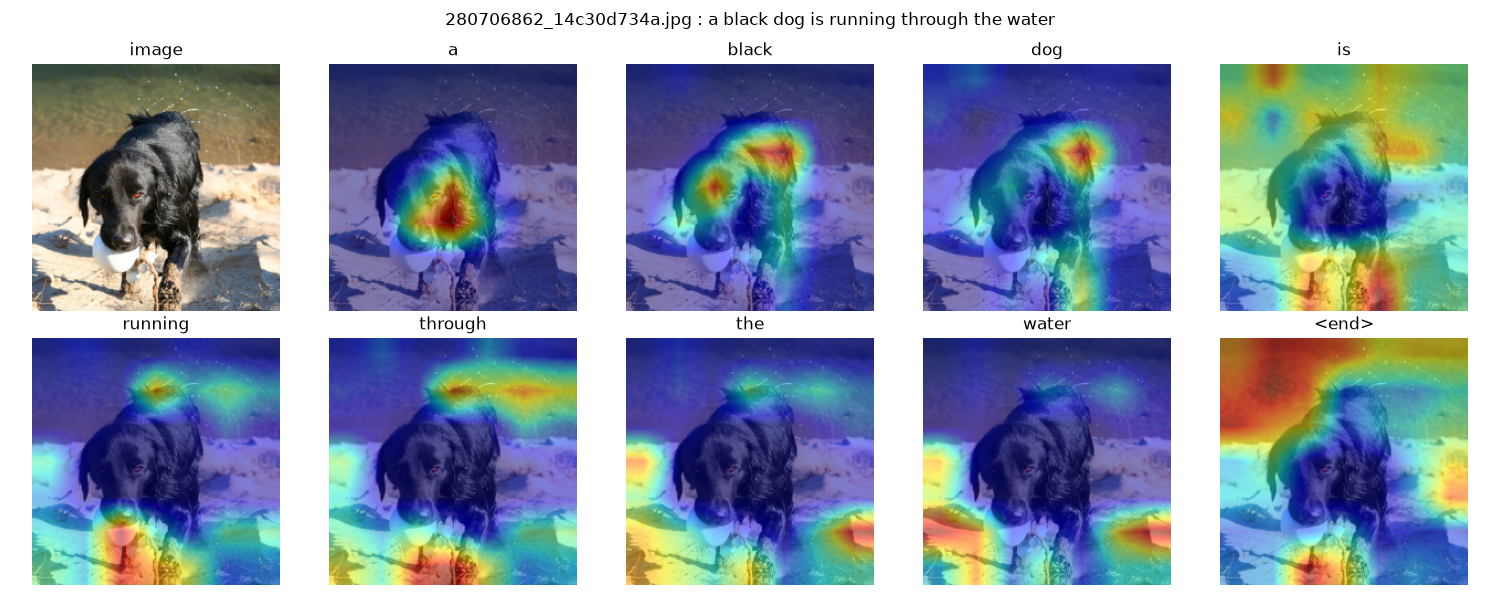 280706862_14c30d734a.jpg : a black dog is running through the water
image
a
black
dog
is
running
through
the
water
<end>